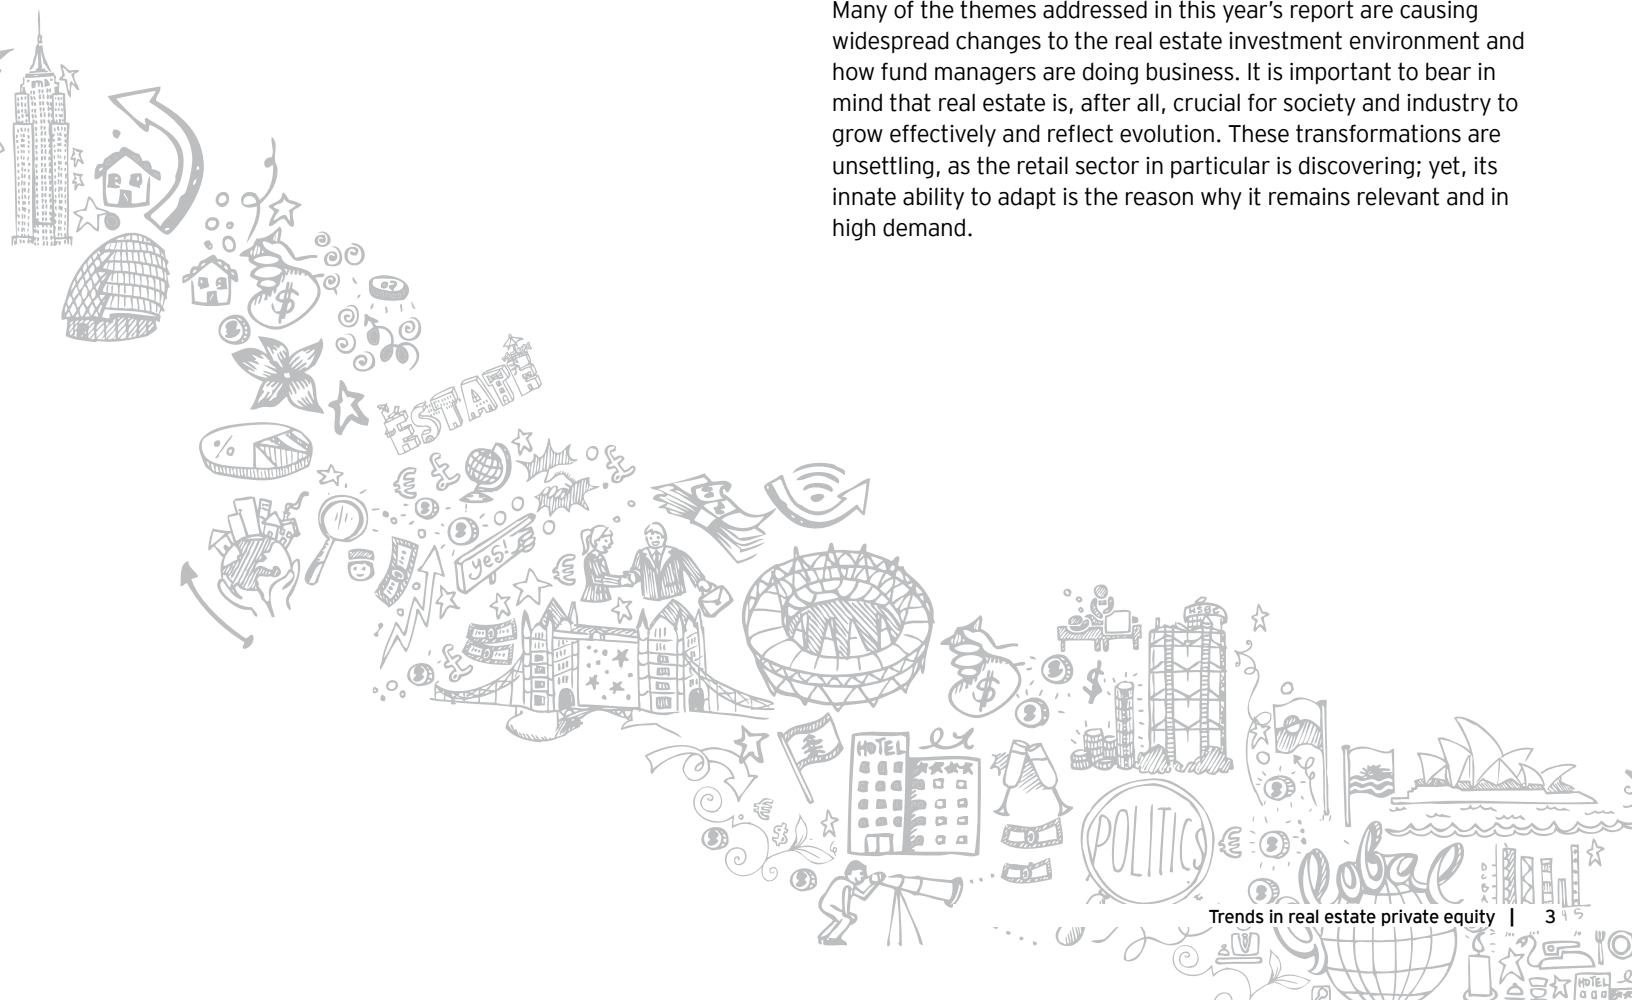 Many of the themes addressed in this year’s report are causing
widespread changes to the real estate investment environment and
how fund managers are doing business. It is important to bear in
mind that real estate is, after all, crucial for society and industry to
grow effectively and reflect evolution. These transformations are
unsettling, as the retail sector in particular is discovering; yet, its
innate ability to adapt is the reason why it remains relevant and in
high demand.
$
ESTATE
%
€ £ £
yes!
€
£
$
HSBC
$
HOTEL
€
$
POLITICS
€
Global
Trends in real estate private equity | 3
4 5
HOTEL